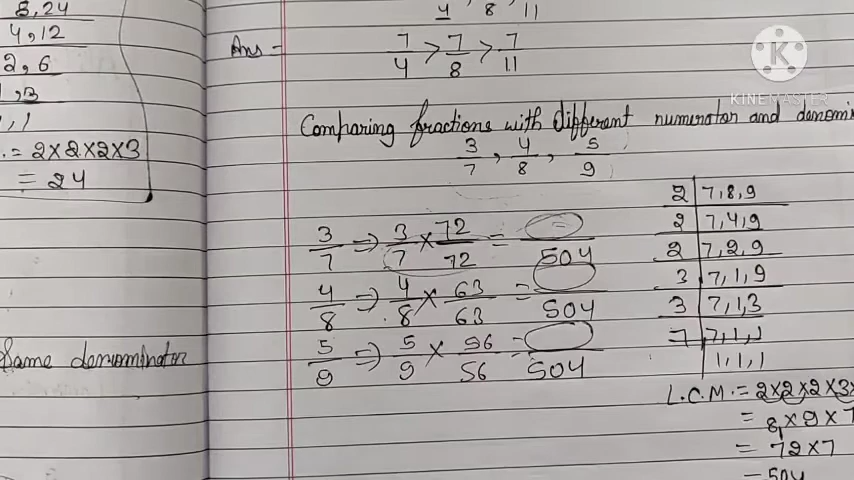 8,24
4,12
2,6
1,3
1,1
.= 2×2×2×3
= 24
Same denominator
4 8 11
Ans - 7/4 > 7/8 > 7/11
KINEMASTER
Comparing fractions with different numerator and denomi
3/7, 4/8, 5/9
3/7 ⇒ 3/7 × 72/72 = /504
4/8 ⇒ 4/8 × 63/63 = /504
5/9 ⇒ 5/9 × 96/56 = /504
2 | 7,8,9
2 | 7,4,9
2 | 7,2,9
3 | 7,1,9
3 | 7,1,3
7 | 7,1,1
| 1,1,1
L.C.M. = 2×2×2×3×
= 8×9×7
= 72×7
= 504